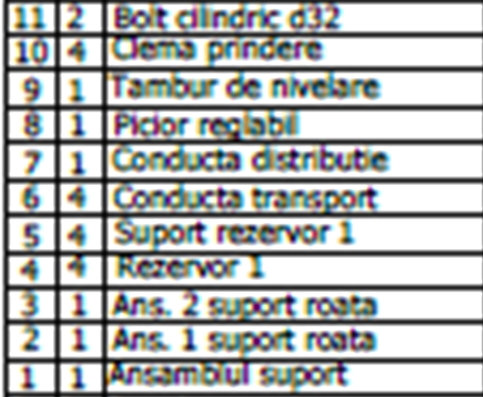 11 2 Bolt cilindric d32
10 4 Clema prindere
9 1 Tambur de nivelare
8 1 Picior reglabil
7 1 Conducta distributie
6 4 Conducta transport
5 4 Suport rezervor 1
4 4 Rezervor 1
3 1 Ans. 2 suport roata
2 1 Ans. 1 suport roata
1 1 Ansamblul suport